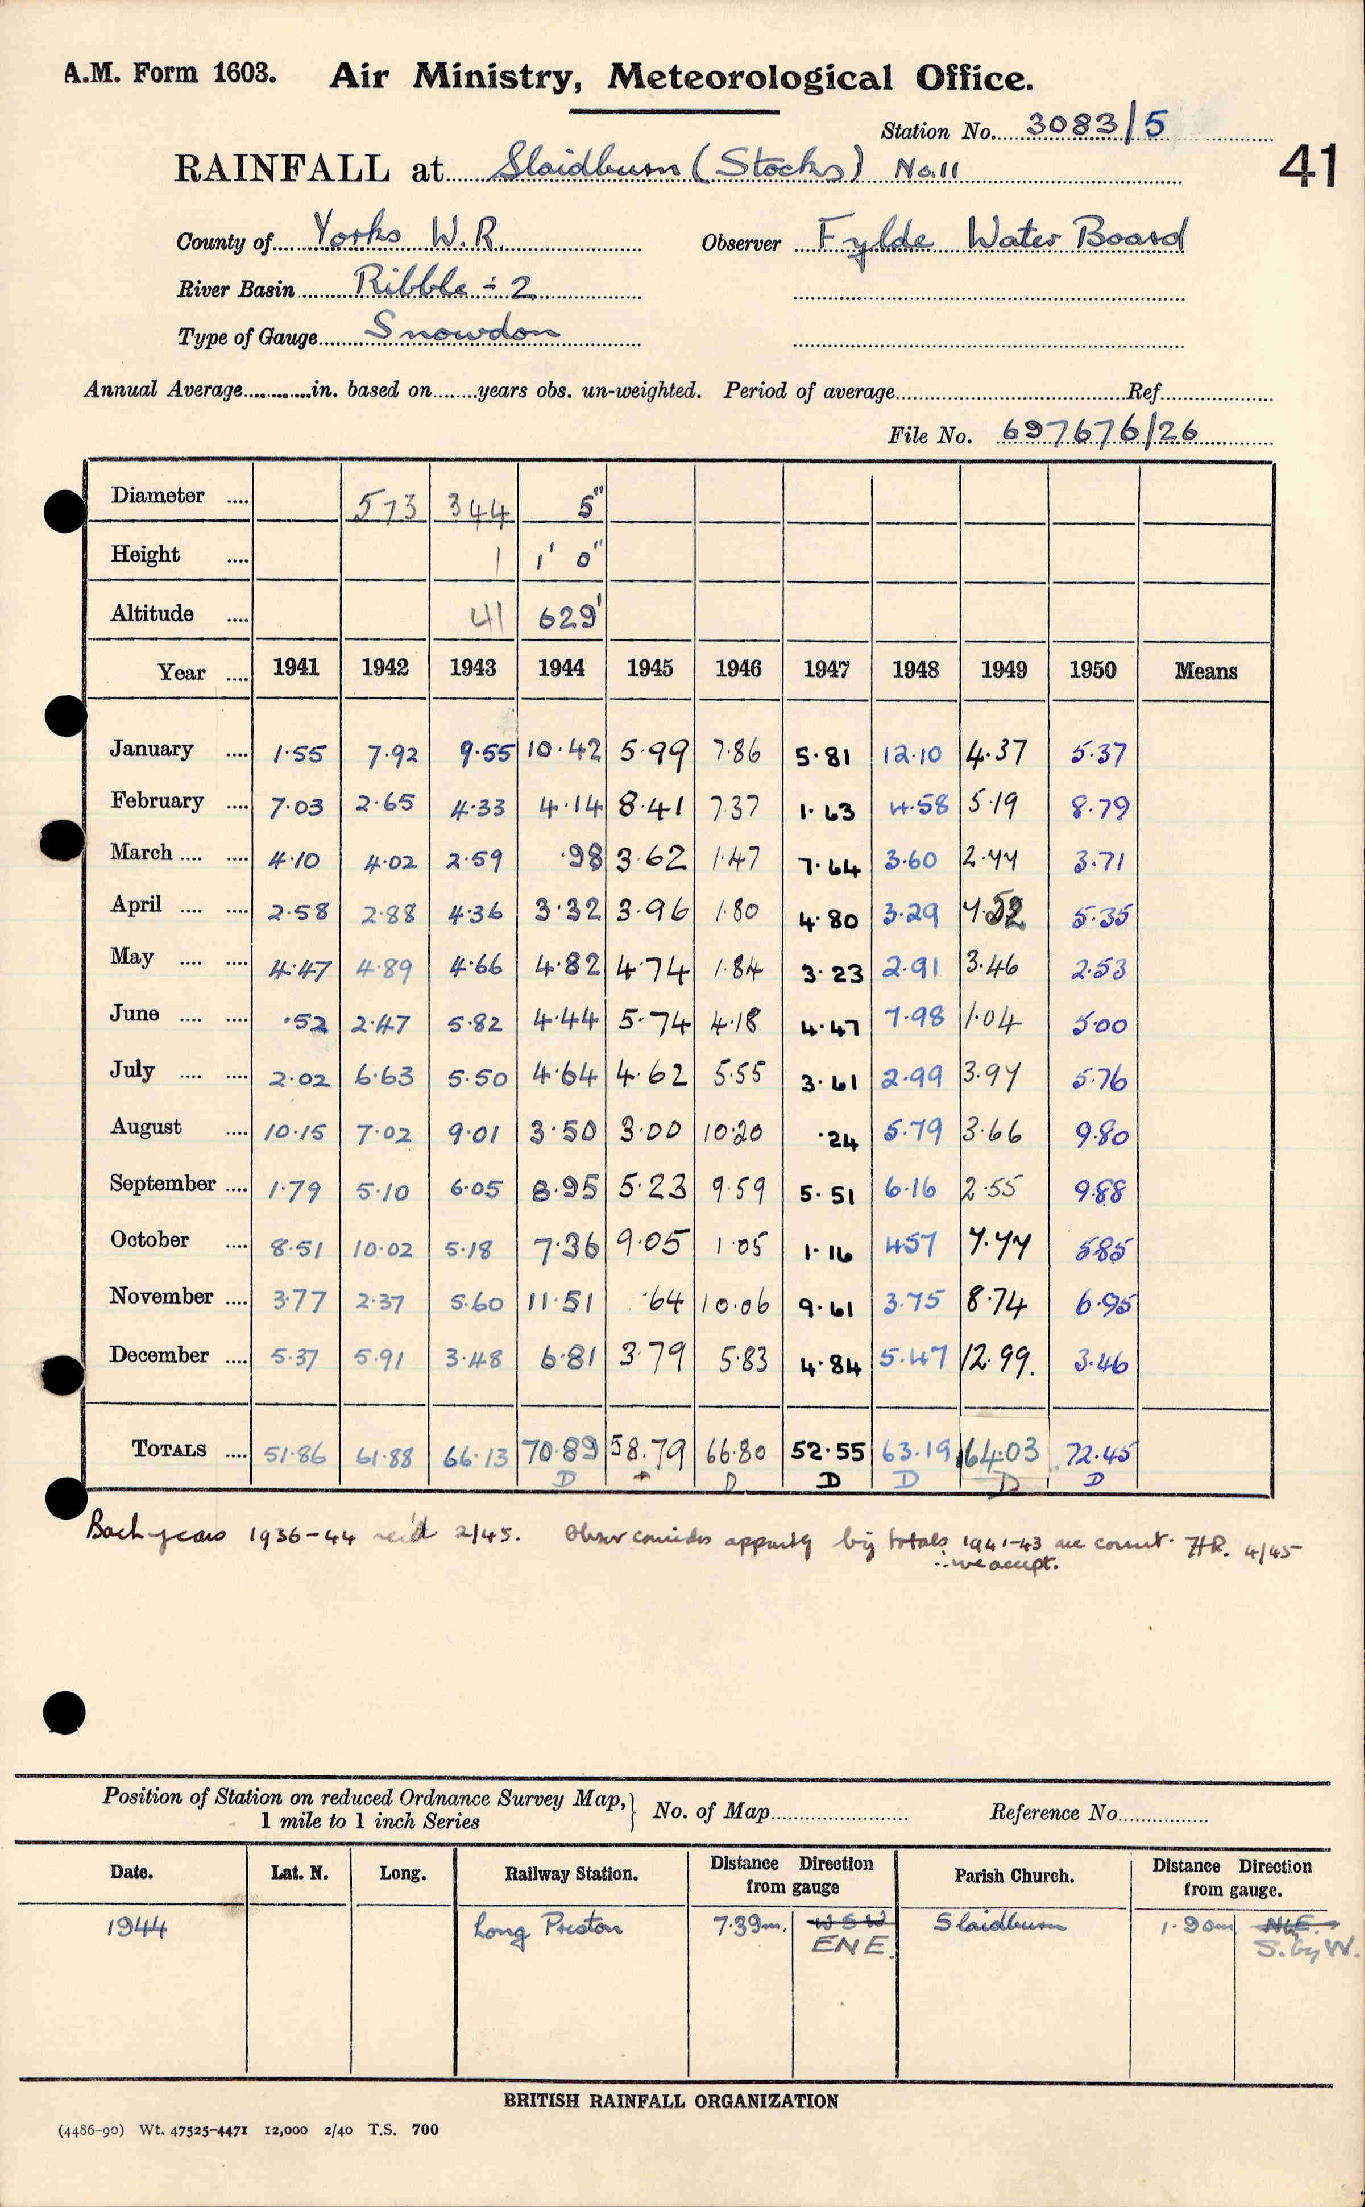 A.M. Form 1603. Air Ministry, Meteorological Office.
Station No. 3083/5
RAINFALL at Slaidburn (Stocks) No.11
41
County of Yorks W.R. Observer Fylde Water Board
River Basin Ribble - 2
Type of Gauge Snowdon
Annual Average in. based on years obs. un-weighted. Period of average Ref
File No. 697676/26
Diameter 573 344 5"
Height 1 1' 0"
Altitude 41 629'
Year 1941 1942 1943 1944 1945 1946 1947 1948 1949 1950 Means
January 1.55 7.92 9.55 10.42 5.99 7.86 5.81 12.10 4.37 5.37
February 7.03 2.65 4.33 4.14 8.41 7.37 1.63 4.58 5.19 8.79
March 4.10 4.02 2.59 .98 3.62 1.47 7.64 3.60 2.44 3.71
April 2.58 2.88 4.36 3.32 3.96 1.80 4.80 3.29 5.35
May 4.47 4.89 4.66 4.82 4.74 1.84 3.23 2.91 3.46 2.53
June .52 2.47 5.82 4.44 5.74 4.18 4.47 7.98 1.04 5.00
July 2.02 6.63 5.50 4.64 4.62 5.55 3.61 2.99 3.94 5.76
August 10.15 7.02 9.01 3.50 3.00 10.20 .24 5.79 3.66 9.80
September 1.79 5.10 6.05 8.95 5.23 9.59 5.51 6.16 2.55 9.88
October 8.51 10.02 5.18 7.36 9.05 1.05 1.16 4.57 7.44 5.85
November 3.77 2.37 5.60 11.51 .64 10.06 9.61 3.75 8.74 6.95
December 5.37 5.91 3.48 6.81 3.79 5.83 4.84 5.47 12.99. 3.46
TOTALS 51.86 61.88 66.13 70.89 58.79 66.80 52.55 63.19 64.03 72.45
D D D D D D
Back years 1936-44 rec'd 2/45. Obser considers big totals 1941-43 are correct. HR. 4/45
∴ we accept.
Position of Station on reduced Ordnance Survey Map, No. of Map Reference No.
1 mile to 1 inch Series
Date. Lat. N. Long. Railway Station. Distance Direction from gauge Parish Church. Distance Direction from gauge.
1944 Long Preston 7.39m. WSW Slaidburn 1.90m
ENE. S. by W.
BRITISH RAINFALL ORGANIZATION
(4486-90) Wt. 47525-4471 12,000 2/40 T.S. 700